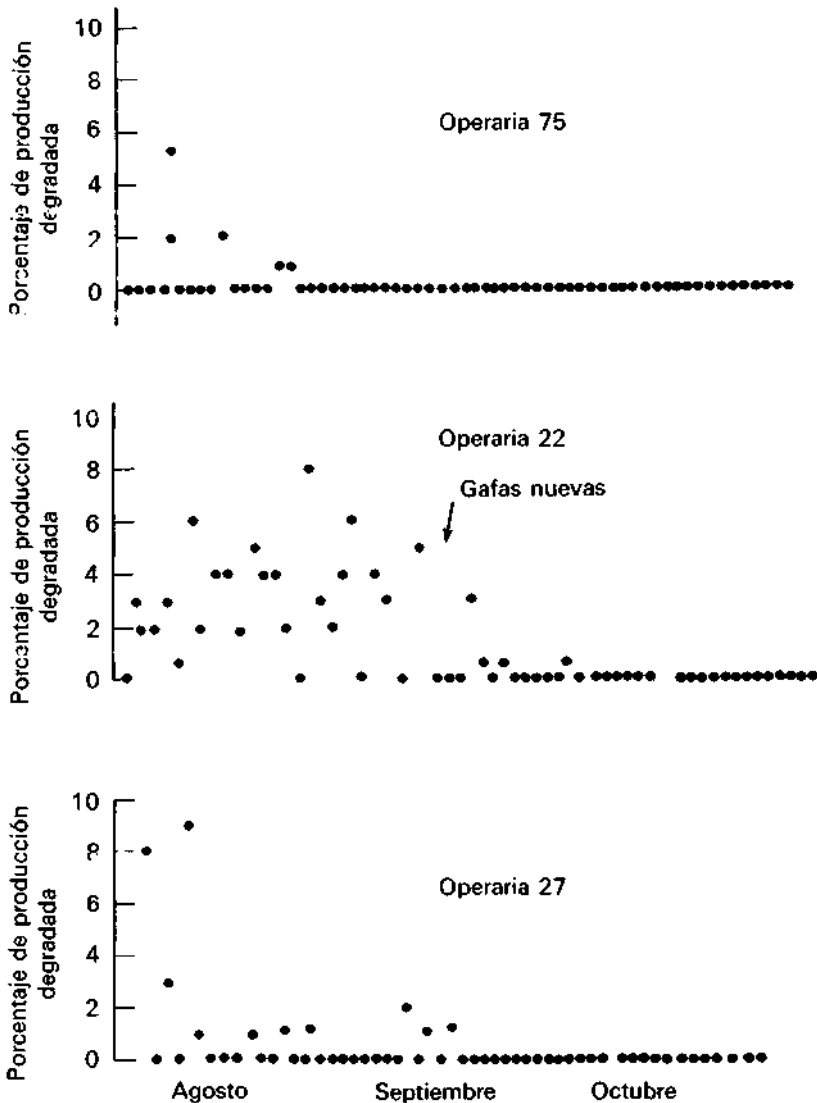 Porcentaje de producción
degradada
10
8
6
4
2
0
Operaria 75
Porcentaje de producción
degradada
10
8
6
4
2
0
Operaria 22
Gafas nuevas
Porcentaje de producción
degradada
10
8
6
4
2
0
Operaria 27
Agosto
Septiembre
Octubre